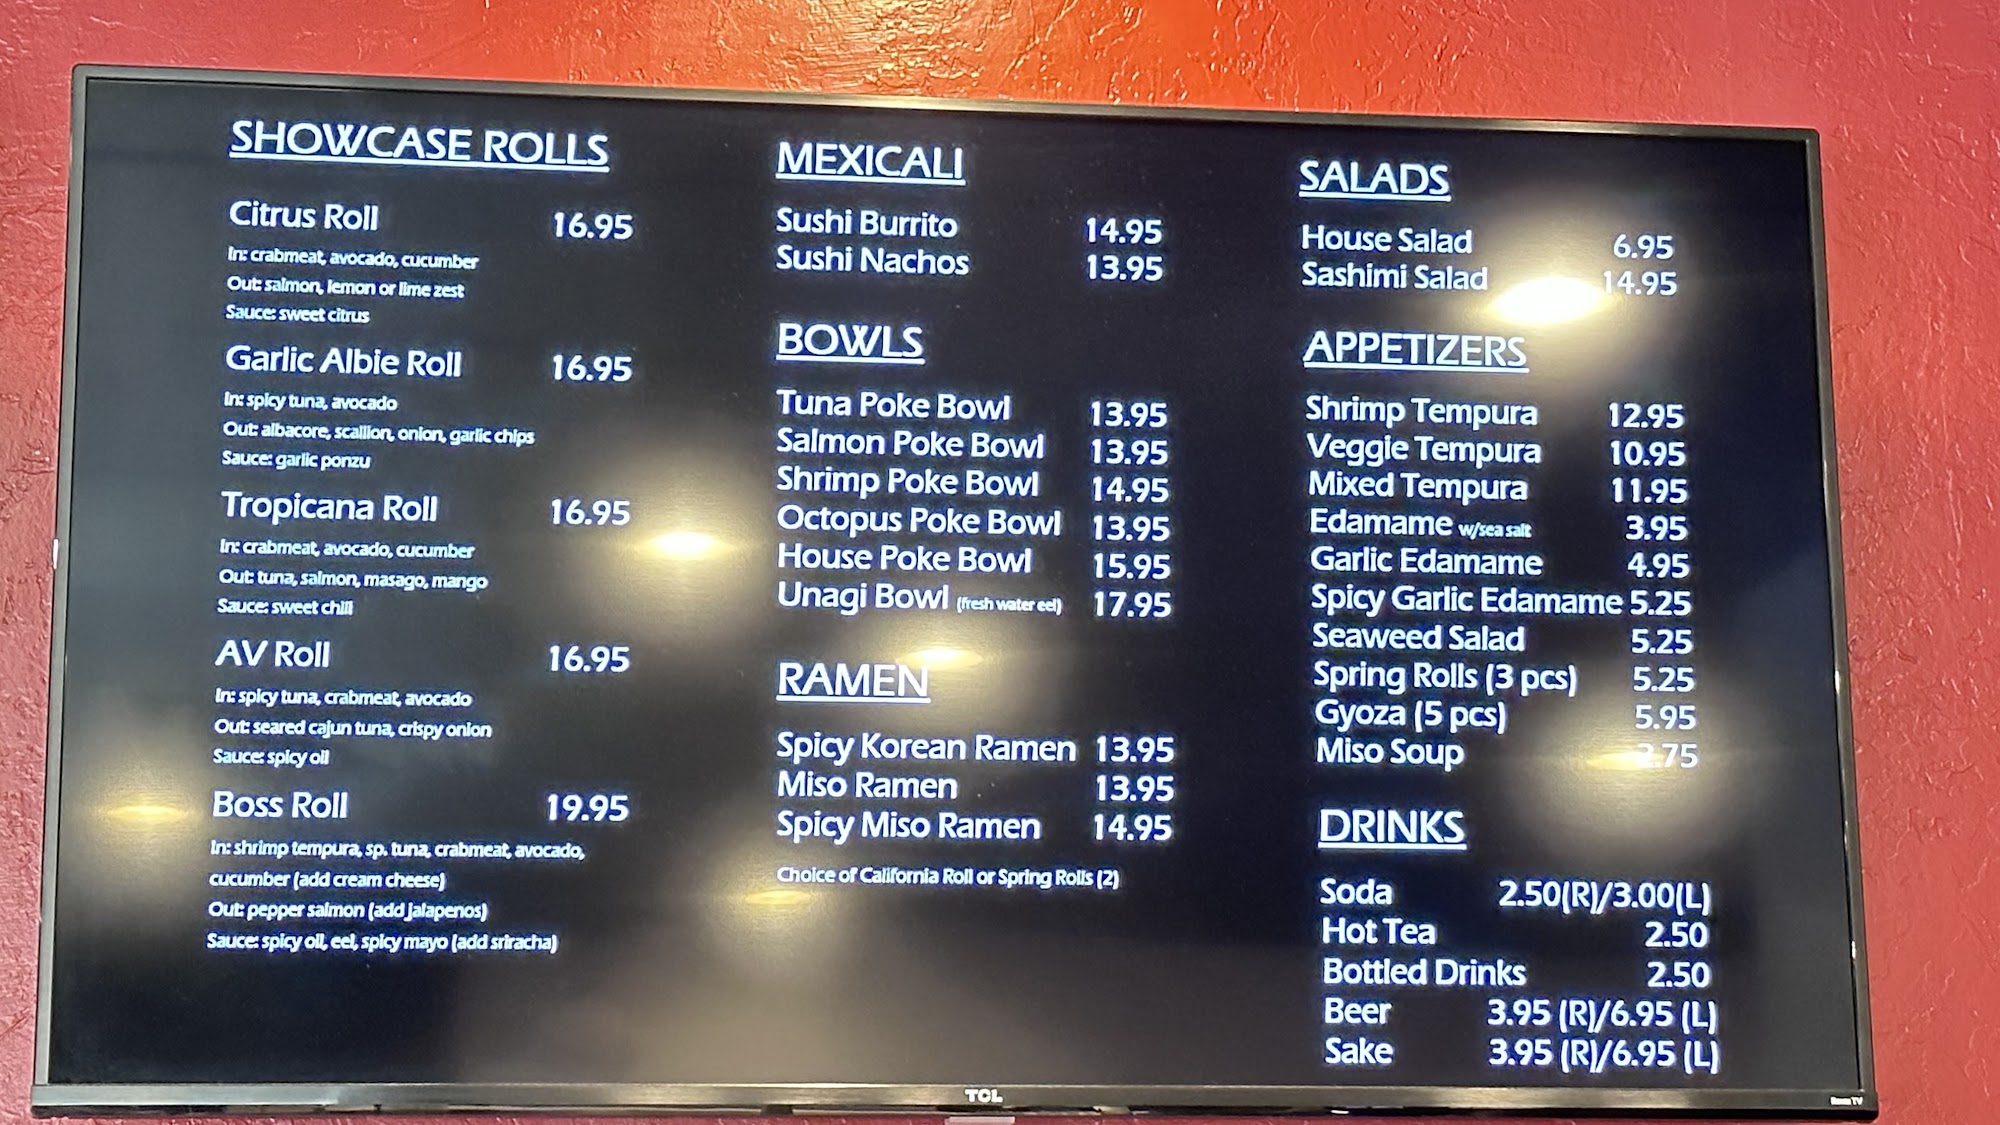 SHOWCASE ROLLS
Citrus Roll 16.95
In: crabmeat, avocado, cucumber
Out: salmon, lemon or lime zest
Sauce: sweet citrus
Garlic Albie Roll 16.95
In: spicy tuna, avocado
Out: albacore, scallion, onion, garlic chips
Sauce: garlic ponzu
Tropicana Roll 16.95
In: crabmeat, avocado, cucumber
Out: tuna, salmon, masago, mango
Sauce: sweet chili
AV Roll 16.95
In: spicy tuna, crabmeat, avocado
Out: seared cajun tuna, crispy onion
Sauce: spicy oil
Boss Roll 19.95
In: shrimp tempura, sp. tuna, crabmeat, avocado,
cucumber (add cream cheese)
Out: pepper salmon (add jalapenos)
Sauce: spicy oil, eel, spicy mayo (add sriracha)
MEXICALI
Sushi Burrito 14.95
Sushi Nachos 13.95
BOWLS
Tuna Poke Bowl 13.95
Salmon Poke Bowl 13.95
Shrimp Poke Bowl 14.95
Octopus Poke Bowl 13.95
House Poke Bowl 15.95
Unagi Bowl (fresh water eel) 17.95
RAMEN
Spicy Korean Ramen 13.95
Miso Ramen 13.95
Spicy Miso Ramen 14.95
Choice of California Roll or Spring Rolls (2)
SALADS
House Salad 6.95
Sashimi Salad 14.95
APPETIZERS
Shrimp Tempura 12.95
Veggie Tempura 10.95
Mixed Tempura 11.95
Edamame w/sea salt 3.95
Garlic Edamame 4.95
Spicy Garlic Edamame 5.25
Seaweed Salad 5.25
Spring Rolls (3 pcs) 5.25
Gyoza (5 pcs) 5.95
Miso Soup 2.75
DRINKS
Soda 2.50(R)/3.00(L)
Hot Tea 2.50
Bottled Drinks 2.50
Beer 3.95 (R)/6.95 (L)
Sake 3.95 (R)/6.95 (L)
TCL
Roku TV